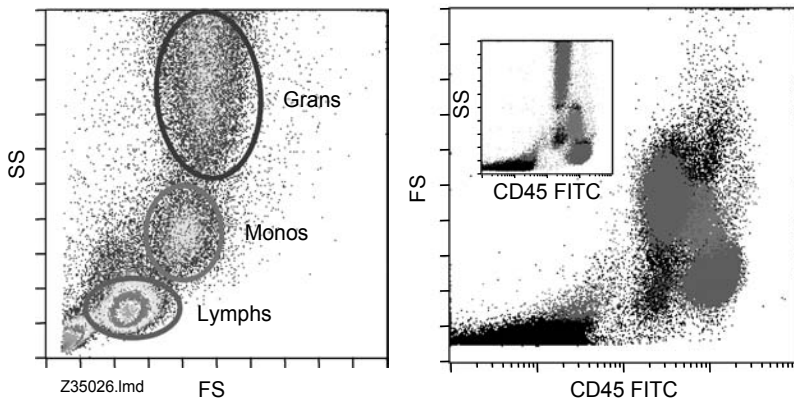 SS
Grans
Monos
Lymphs
Z35026.lmd
FS
SS
CD45 FITC
FS
CD45 FITC